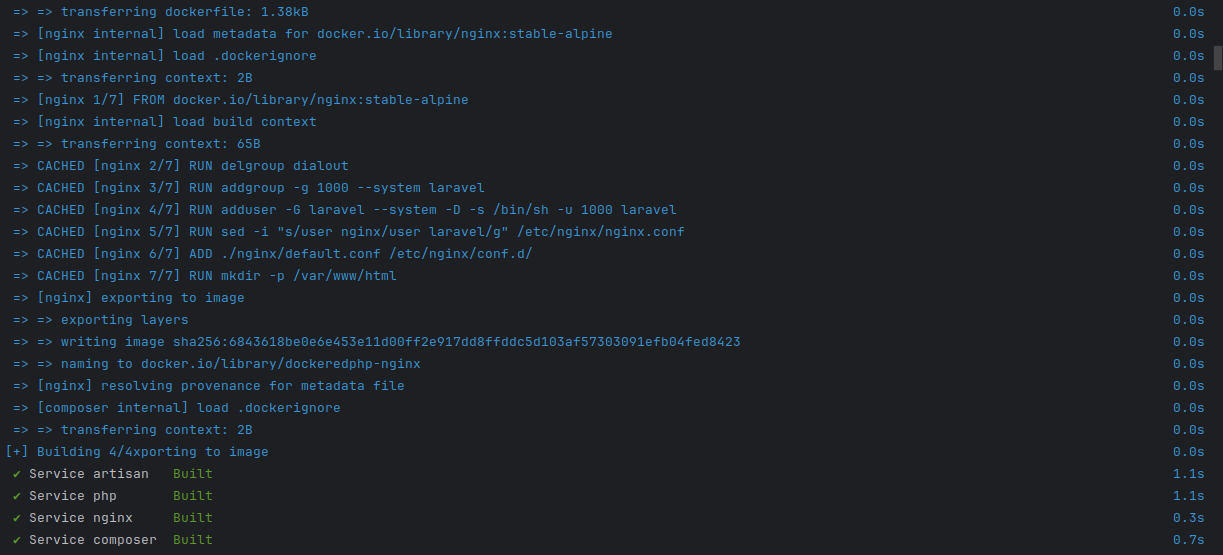 => => transferring dockerfile: 1.38kB 0.0s
=> [nginx internal] load metadata for docker.io/library/nginx:stable-alpine 0.0s
=> [nginx internal] load .dockerignore 0.0s
=> => transferring context: 2B 0.0s
=> [nginx 1/7] FROM docker.io/library/nginx:stable-alpine 0.0s
=> [nginx internal] load build context 0.0s
=> => transferring context: 65B 0.0s
=> CACHED [nginx 2/7] RUN delgroup dialout 0.0s
=> CACHED [nginx 3/7] RUN addgroup -g 1000 --system laravel 0.0s
=> CACHED [nginx 4/7] RUN adduser -G laravel --system -D -s /bin/sh -u 1000 laravel 0.0s
=> CACHED [nginx 5/7] RUN sed -i "s/user nginx/user laravel/g" /etc/nginx/nginx.conf 0.0s
=> CACHED [nginx 6/7] ADD ./nginx/default.conf /etc/nginx/conf.d/ 0.0s
=> CACHED [nginx 7/7] RUN mkdir -p /var/www/html 0.0s
=> [nginx] exporting to image 0.0s
=> => exporting layers 0.0s
=> => writing image sha256:6843618be0e6e453e11d00ff2e917dd8ffddc5d103af57303091efb04fed8423 0.0s
=> => naming to docker.io/library/dockeredphp-nginx 0.0s
=> [nginx] resolving provenance for metadata file 0.0s
=> [composer internal] load .dockerignore 0.0s
=> => transferring context: 2B 0.0s
[+] Building 4/4xporting to image 0.0s
✔ Service artisan Built 1.1s
✔ Service php Built 1.1s
✔ Service nginx Built 0.3s
✔ Service composer Built 0.7s